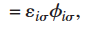 = ε_{iσ} ϕ_{iσ},